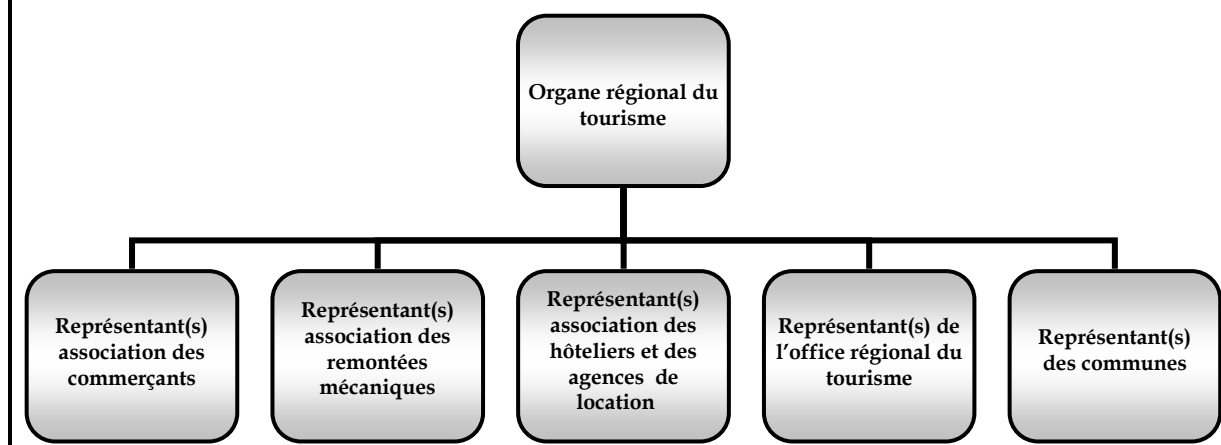 Organe régional du
tourisme
Représentant(s)
association des
commerçants
Représentant(s)
association des
remontées
mécaniques
Représentant(s)
association des
hôteliers et des
agences de
location
Représentant(s) de
l’office régional du
tourisme
Représentant(s)
des communes